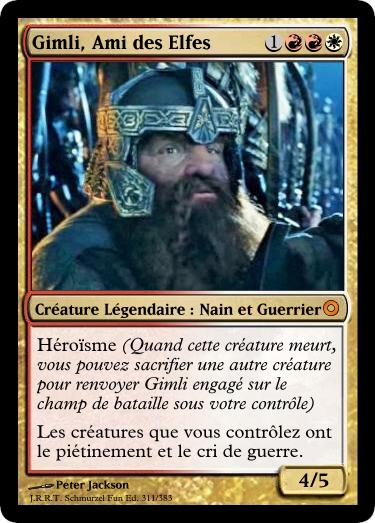 Gimli, Ami des Elfes 1
Créature Légendaire : Nain et Guerrier
Héroïsme (Quand cette créature meurt,
vous pouvez sacrifier une autre créature
pour renvoyer Gimli engagé sur le
champ de bataille sous votre contrôle)
Les créatures que vous contrôlez ont
le piétinement et le cri de guerre.
4/5
Peter Jackson
J.R.R.T. Schmurzel Fun Ed. 311/383